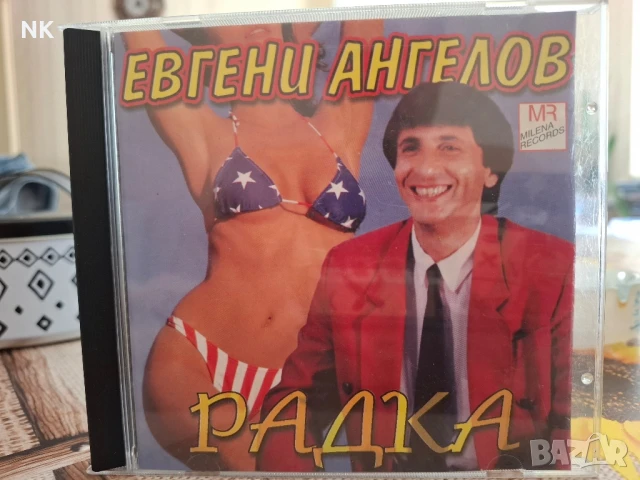 NK
ЕВГЕНИ АНГЕЛОВ
MR
MILENA
RECORDS
РАДКА
BAZAR